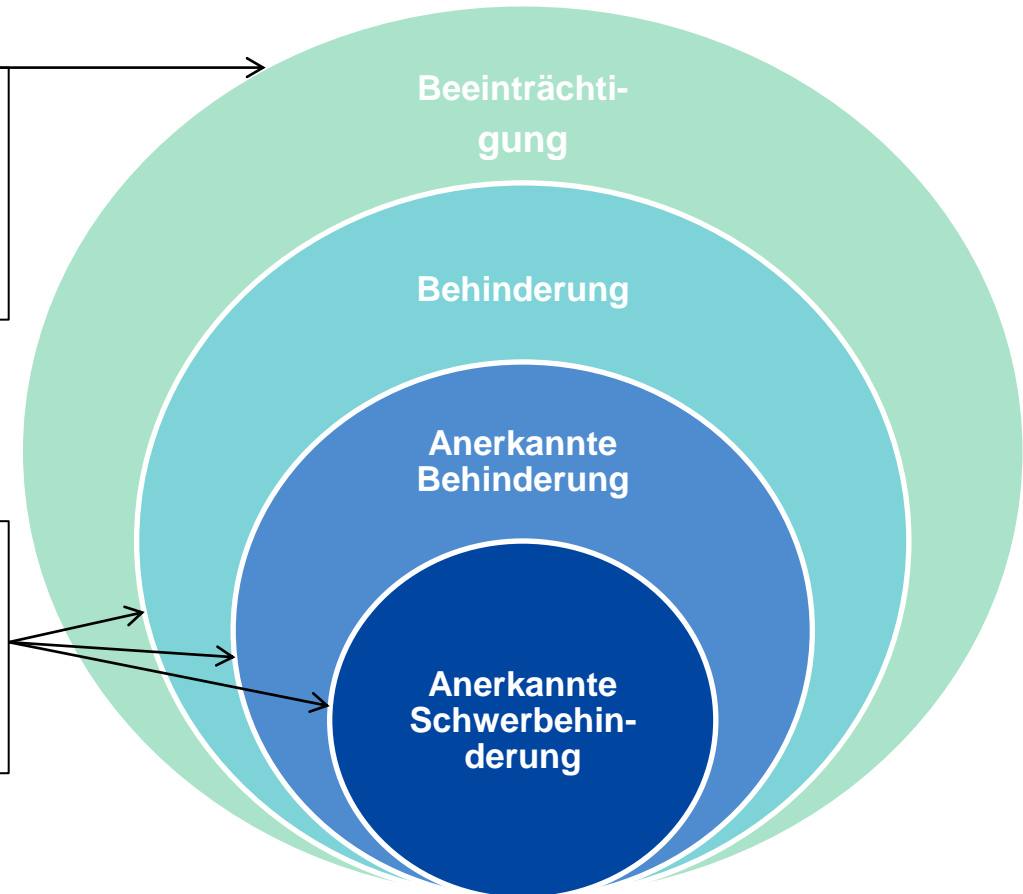 Beeinträchti-
gung
Behinderung
Anerkannte
Behinderung
Anerkannte
Schwerbehin-
derung